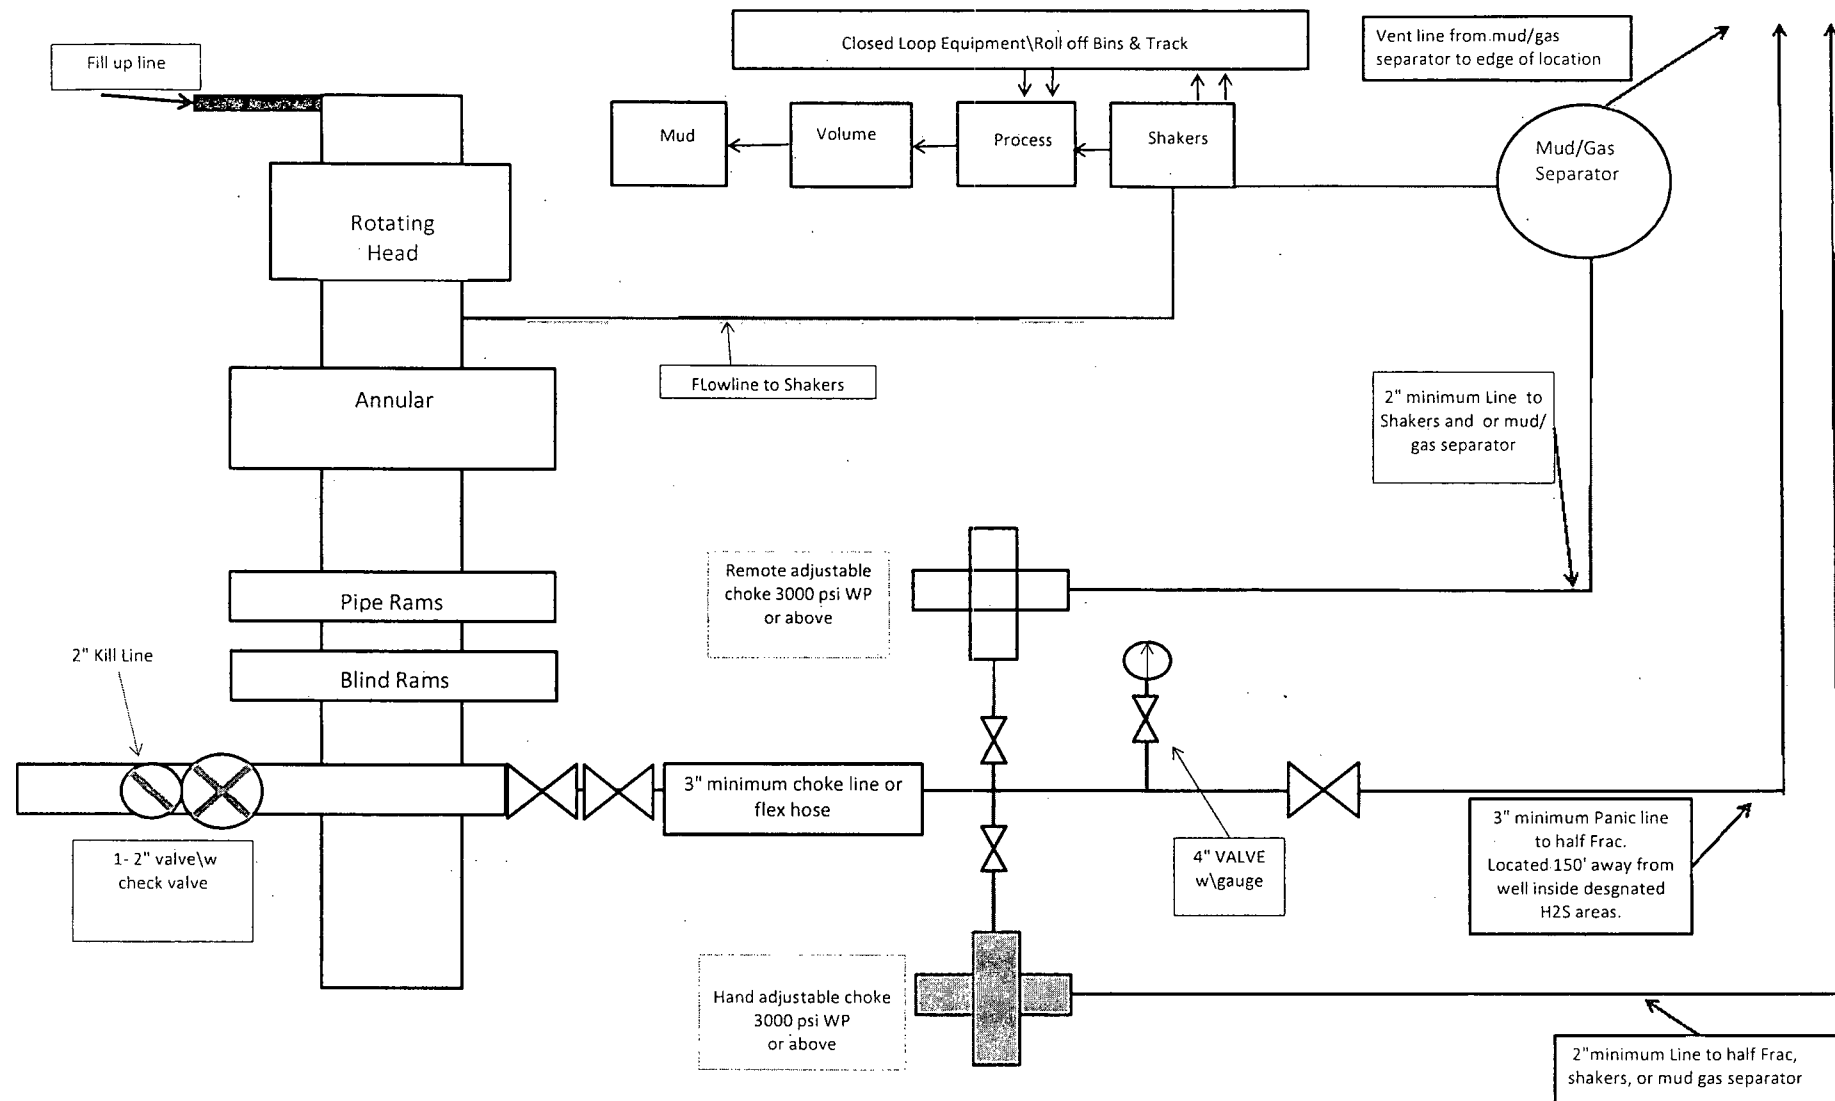 Closed Loop Equipment\Roll off Bins & Track
Vent line from mud/gas
separator to edge of location
Fill up line
Mud
Volume
Process
Shakers
Mud/Gas
Separator
Rotating
Head
FLowline to Shakers
Annular
2" minimum Line to
Shakers and or mud/
gas separator
Remote adjustable
choke 3000 psi WP
or above
Pipe Rams
2" Kill Line
Blind Rams
3" minimum choke line or
flex hose
1- 2" valve\w
check valve
4" VALVE
w\gauge
3" minimum Panic line
to half Frac.
Located 150' away from
well inside desgnated
H2S areas.
Hand adjustable choke
3000 psi WP
or above
2"minimum Line to half Frac,
shakers, or mud gas separator